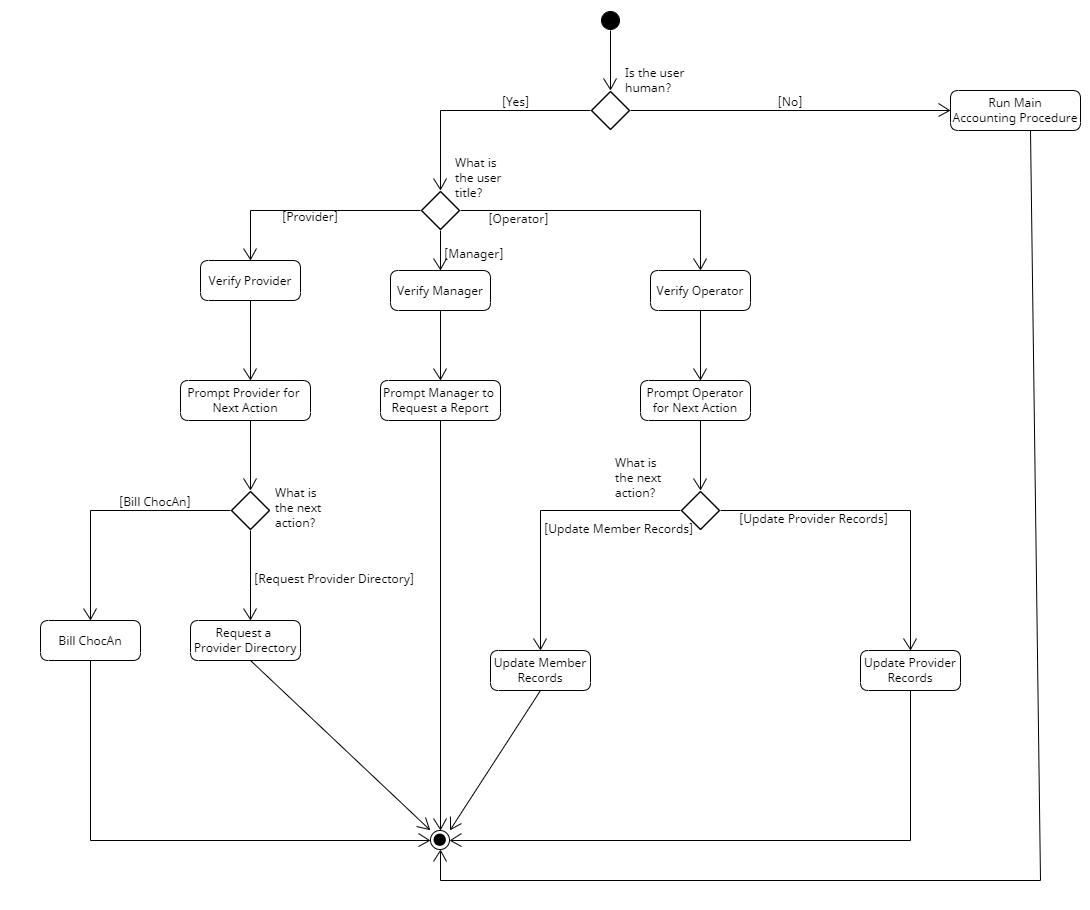 Is the user
human?
[Yes]
[No]
Run Main
Accounting Procedure
What is
the user
title?
[Provider]
[Operator]
[Manager]
Verify Provider
Verify Manager
Verify Operator
Prompt Provider for
Next Action
Prompt Manager to
Request a Report
Prompt Operator
for Next Action
What is
the next
action?
[Bill ChocAn]
What is
the next
action?
[Update Member Records]
[Update Provider Records]
[Request Provider Directory]
Bill ChocAn
Request a
Provider Directory
Update Member
Records
Update Provider
Records